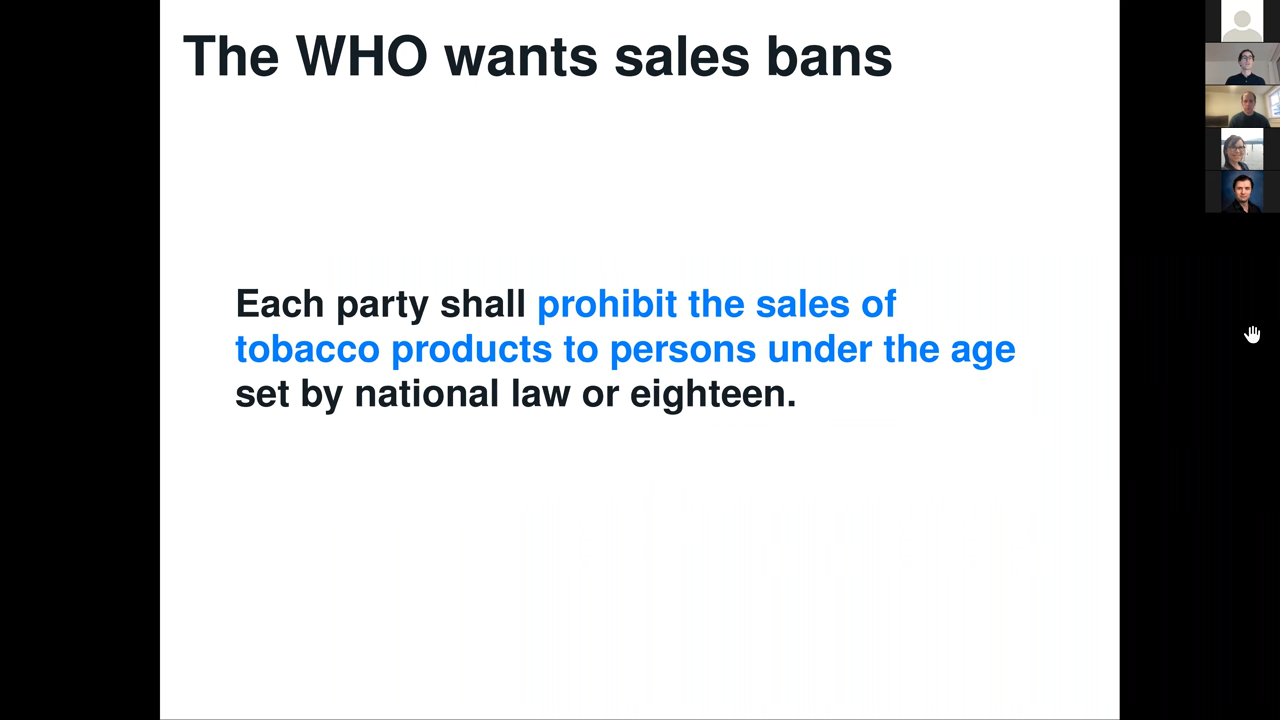 The WHO wants sales bans
Each party shall prohibit the sales of
tobacco products to persons under the age
set by national law or eighteen.